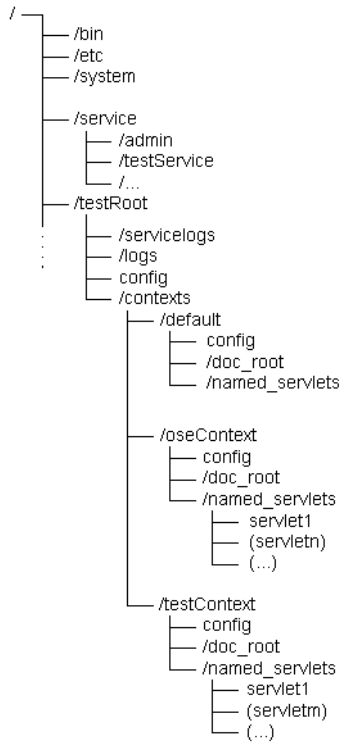 /
/bin
/etc
/system
/service
/admin
/testService
/...
/testRoot
/servicelogs
/logs
config
/contexts
/default
config
/doc_root
/named_servlets
/oseContext
config
/doc_root
/named_servlets
servlet1
(servletn)
(...)
/testContext
config
/doc_root
/named_servlets
servlet1
(servletm)
(...)